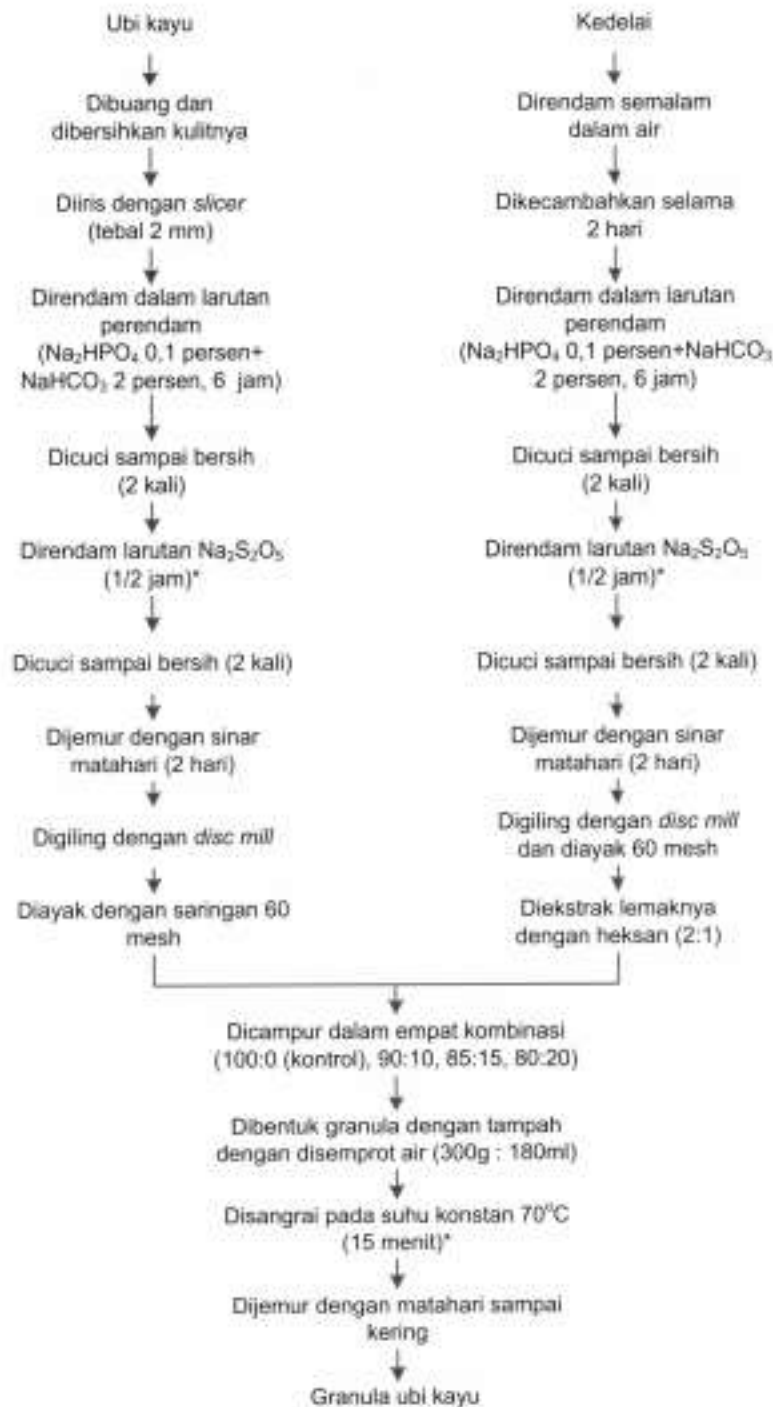 Ubi kayu
Dibuang dan
dibersihkan kulitnya
Diiris dengan slicer
(tebal 2 mm)
Direndam dalam larutan
perendam
(Na₂HPO₄ 0,1 persen+
NaHCO₃ 2 persen, 6 jam)
Dicuci sampai bersih
(2 kali)
Direndam larutan Na₂S₂O₅
(1/2 jam)*
Dicuci sampai bersih (2 kali)
Dijemur dengan sinar
matahari (2 hari)
Digiling dengan disc mill
Diayak dengan saringan 60
mesh
Kedelai
Direndam semalam
dalam air
Dikecambahkan selama
2 hari
Direndam dalam larutan
perendam
(Na₂HPO₄ 0,1 persen+NaHCO₃
2 persen, 6 jam)
Dicuci sampai bersih
(2 kali)
Direndam larutan Na₂S₂O₅
(1/2 jam)*
Dicuci sampai bersih (2 kali)
Dijemur dengan sinar
matahari (2 hari)
Digiling dengan disc mill
dan diayak 60 mesh
Diekstrak lemaknya
dengan heksan (2:1)
Dicampur dalam empat kombinasi
(100:0 (kontrol), 90:10, 85:15, 80:20)
Dibentuk granula dengan tampah
dengan disemprot air (300g : 180ml)
Disangrai pada suhu konstan 70°C
(15 menit)*
Dijemur dengan matahari sampai
kering
Granula ubi kayu